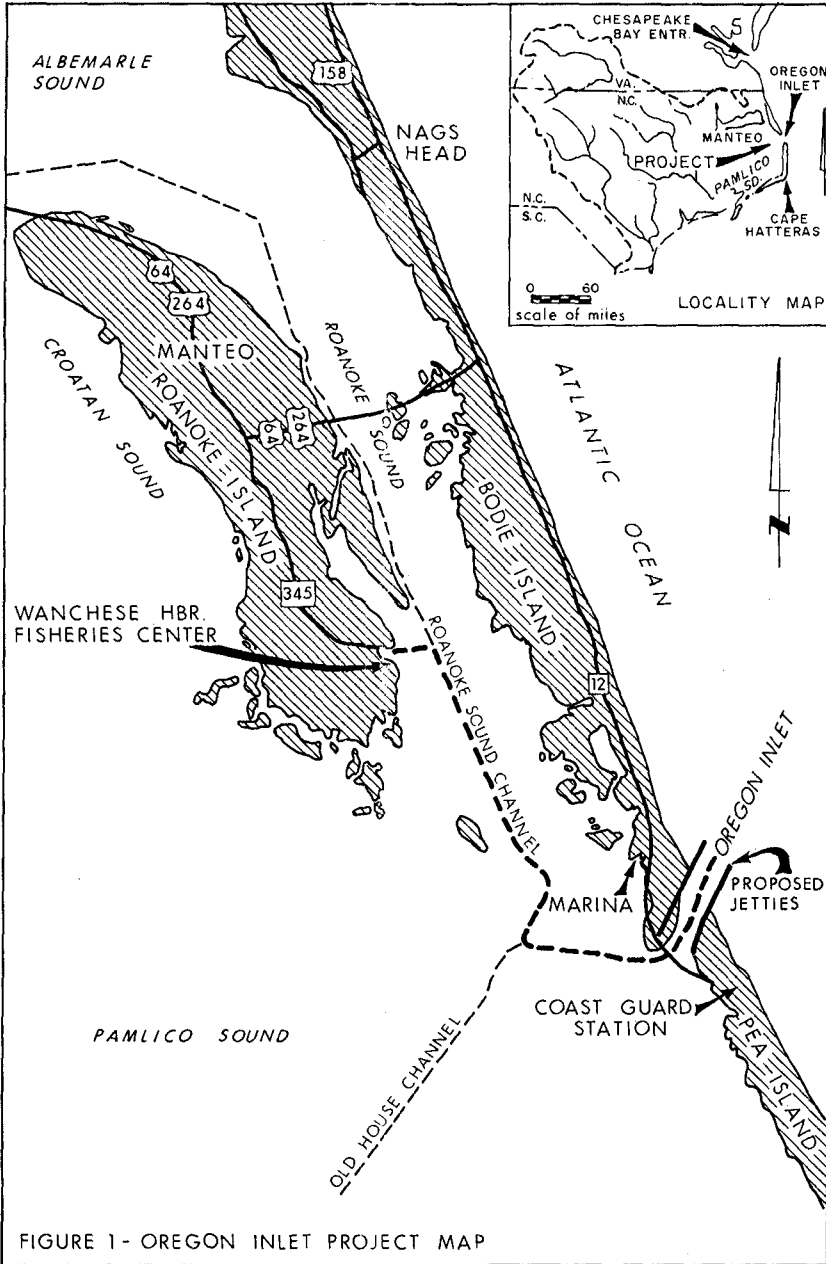 ALBEMARLE
SOUND
158
NAGS
HEAD
CHESAPEAKE
BAY ENTR.
OREGON
INLET
VA.
N.C.
MANTEO
PROJECT
PAMLICO
SD.
N.C.
S.C.
CAPE
HATTERAS
0 60
scale of miles
LOCALITY MAP
64
264
MANTEO
CROATAN SOUND
ROANOKE ISLAND
ROANOKE
SOUND
64
264
ATLANTIC OCEAN
N
BODIE ISLAND
345
WANCHESE HBR.
FISHERIES CENTER
ROANOKE SOUND CHANNEL
12
OREGON INLET
PROPOSED
JETTIES
MARINA
COAST GUARD
STATION
PEA ISLAND
PAMLICO SOUND
OLD HOUSE CHANNEL
FIGURE 1- OREGON INLET PROJECT MAP